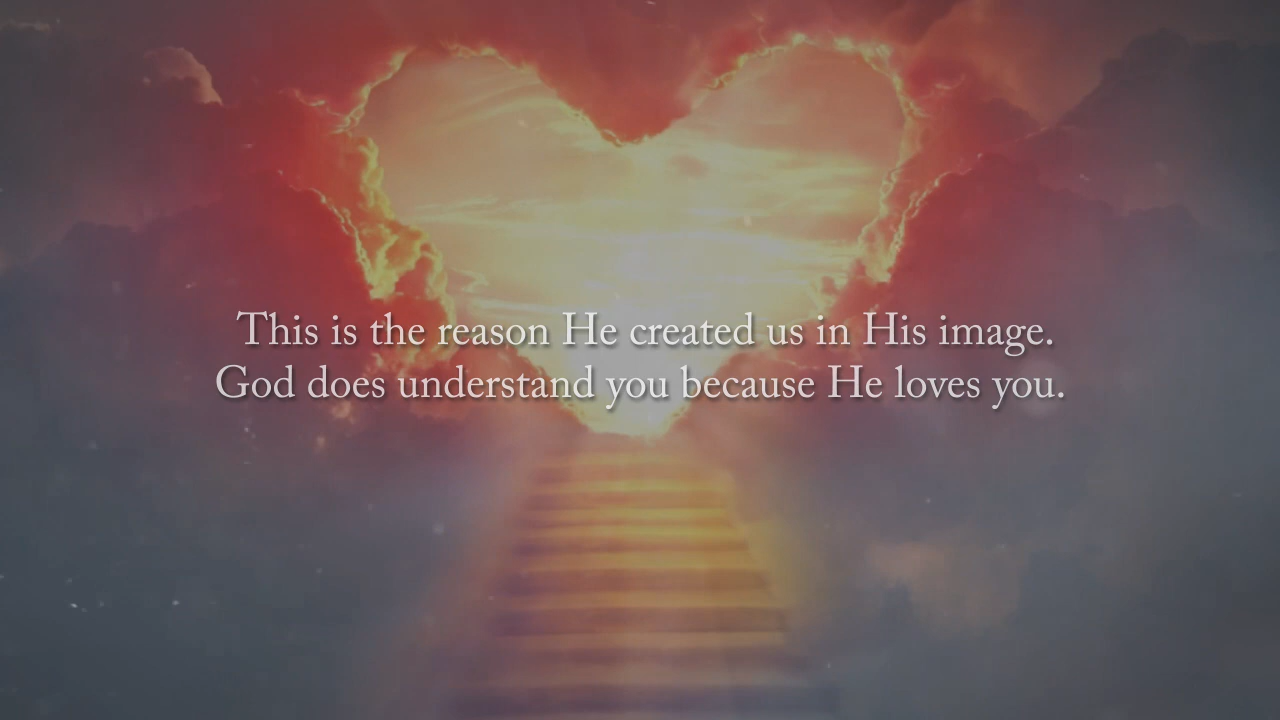 This is the reason He created us in His image.
God does understand you because He loves you.